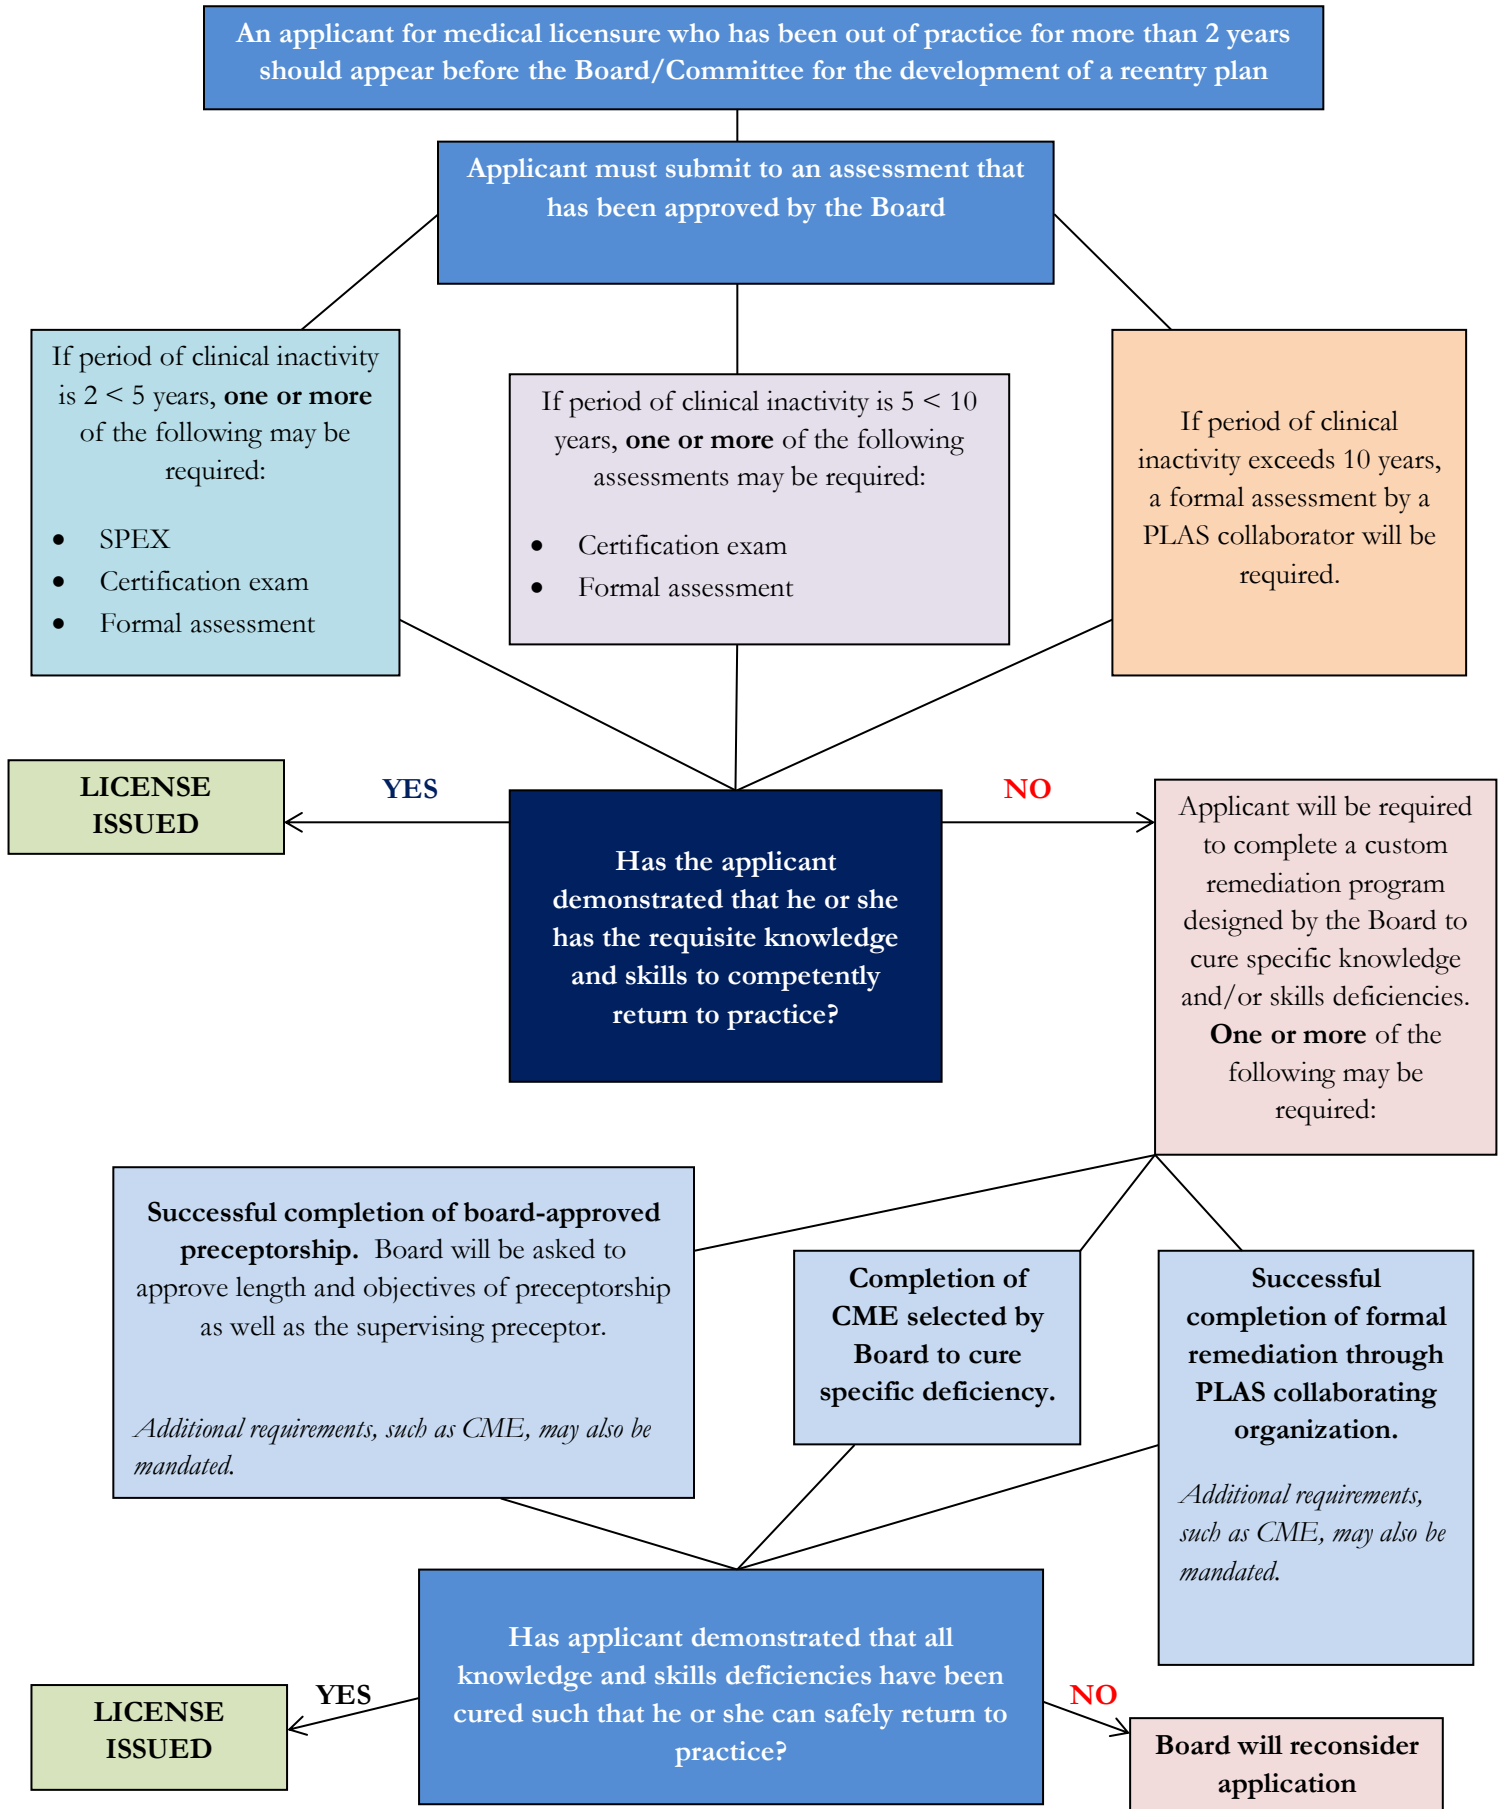 An applicant for medical licensure who has been out of practice for more than 2 years
should appear before the Board/Committee for the development of a reentry plan
Applicant must submit to an assessment that
has been approved by the Board
If period of clinical inactivity
is 2 < 5 years, one or more
of the following may be
required:
• SPEX
• Certification exam
• Formal assessment
If period of clinical inactivity is 5 < 10
years, one or more of the following
assessments may be required:
• Certification exam
• Formal assessment
If period of clinical
inactivity exceeds 10 years,
a formal assessment by a
PLAS collaborator will be
required.
LICENSE
ISSUED
YES
Has the applicant
demonstrated that he or she
has the requisite knowledge
and skills to competently
return to practice?
NO
Applicant will be required
to complete a custom
remediation program
designed by the Board to
cure specific knowledge
and/or skills deficiencies.
One or more of the
following may be
required:
Successful completion of board-approved
preceptorship. Board will be asked to
approve length and objectives of preceptorship
as well as the supervising preceptor.
Additional requirements, such as CME, may also be
mandated.
Completion of
CME selected by
Board to cure
specific deficiency.
Successful
completion of formal
remediation through
PLAS collaborating
organization.
Additional requirements,
such as CME, may also be
mandated.
Has applicant demonstrated that all
knowledge and skills deficiencies have been
cured such that he or she can safely return to
practice?
YES
LICENSE
ISSUED
NO
Board will reconsider
application